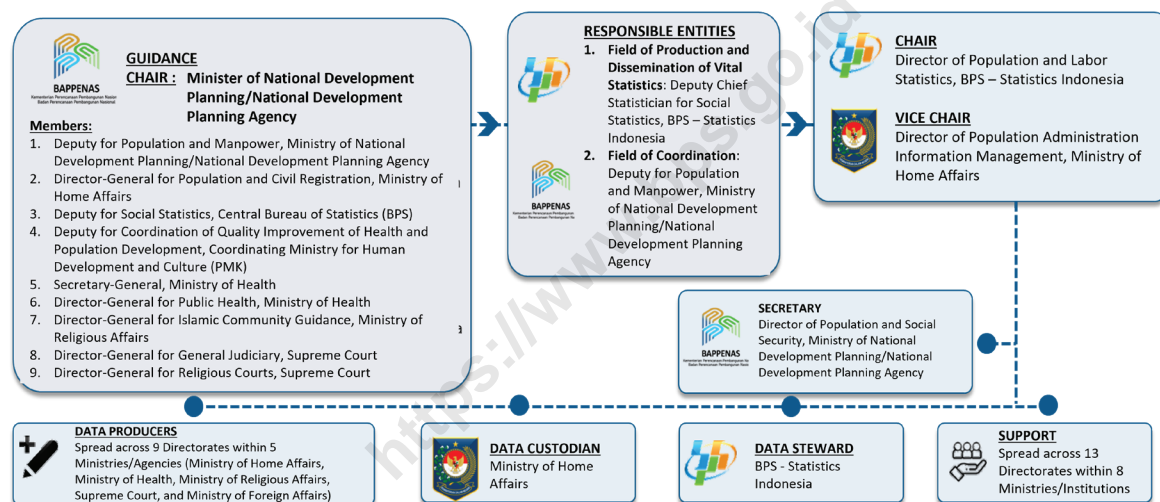 BAPPENAS
Kementerian Perencanaan Pembangunan Nasional/
Badan Perencanaan Pembangunan Nasional
GUIDANCE
CHAIR : Minister of National Development
Planning/National Development
Planning Agency
Members:
1. Deputy for Population and Manpower, Ministry of National
Development Planning/National Development Planning Agency
2. Director-General for Population and Civil Registration, Ministry of
Home Affairs
3. Deputy for Social Statistics, Central Bureau of Statistics (BPS)
4. Deputy for Coordination of Quality Improvement of Health and
Population Development, Coordinating Ministry for Human
Development and Culture (PMK)
5. Secretary-General, Ministry of Health
6. Director-General for Public Health, Ministry of Health
7. Director-General for Islamic Community Guidance, Ministry of
Religious Affairs
8. Director-General for General Judiciary, Supreme Court
9. Director-General for Religious Courts, Supreme Court
RESPONSIBLE ENTITIES
1. Field of Production and
Dissemination of Vital
Statistics: Deputy Chief
Statistician for Social
Statistics, BPS – Statistics
Indonesia
2. Field of Coordination:
Deputy for Population
and Manpower, Ministry
of National Development
Planning/National
Development Planning
Agency
BAPPENAS
CHAIR
Director of Population and Labor
Statistics, BPS – Statistics Indonesia
VICE CHAIR
Director of Population Administration
Information Management, Ministry of
Home Affairs
BAPPENAS
SECRETARY
Director of Population and Social
Security, Ministry of National
Development Planning/National
Development Planning Agency
DATA PRODUCERS
Spread across 9 Directorates within 5
Ministries/Agencies (Ministry of Home Affairs,
Ministry of Health, Ministry of Religious Affairs,
Supreme Court, and Ministry of Foreign Affairs)
DATA CUSTODIAN
Ministry of Home
Affairs
DATA STEWARD
BPS - Statistics
Indonesia
SUPPORT
Spread across 13
Directorates within 8
Ministries/Institutions
https://www.bps.go.id